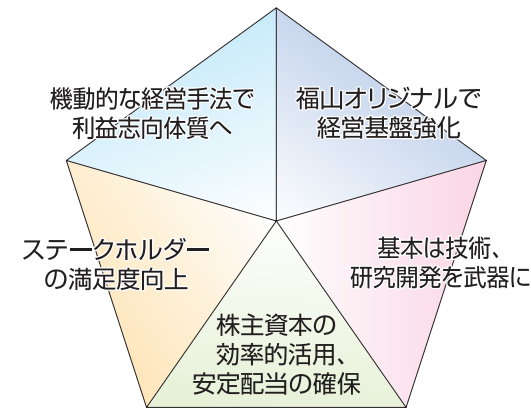 機動的な経営手法で
利益志向体質へ
福山オリジナルで
経営基盤強化
ステークホルダー
の満足度向上
基本は技術、
研究開発を武器に
株主資本の
効率的活用、
安定配当の確保